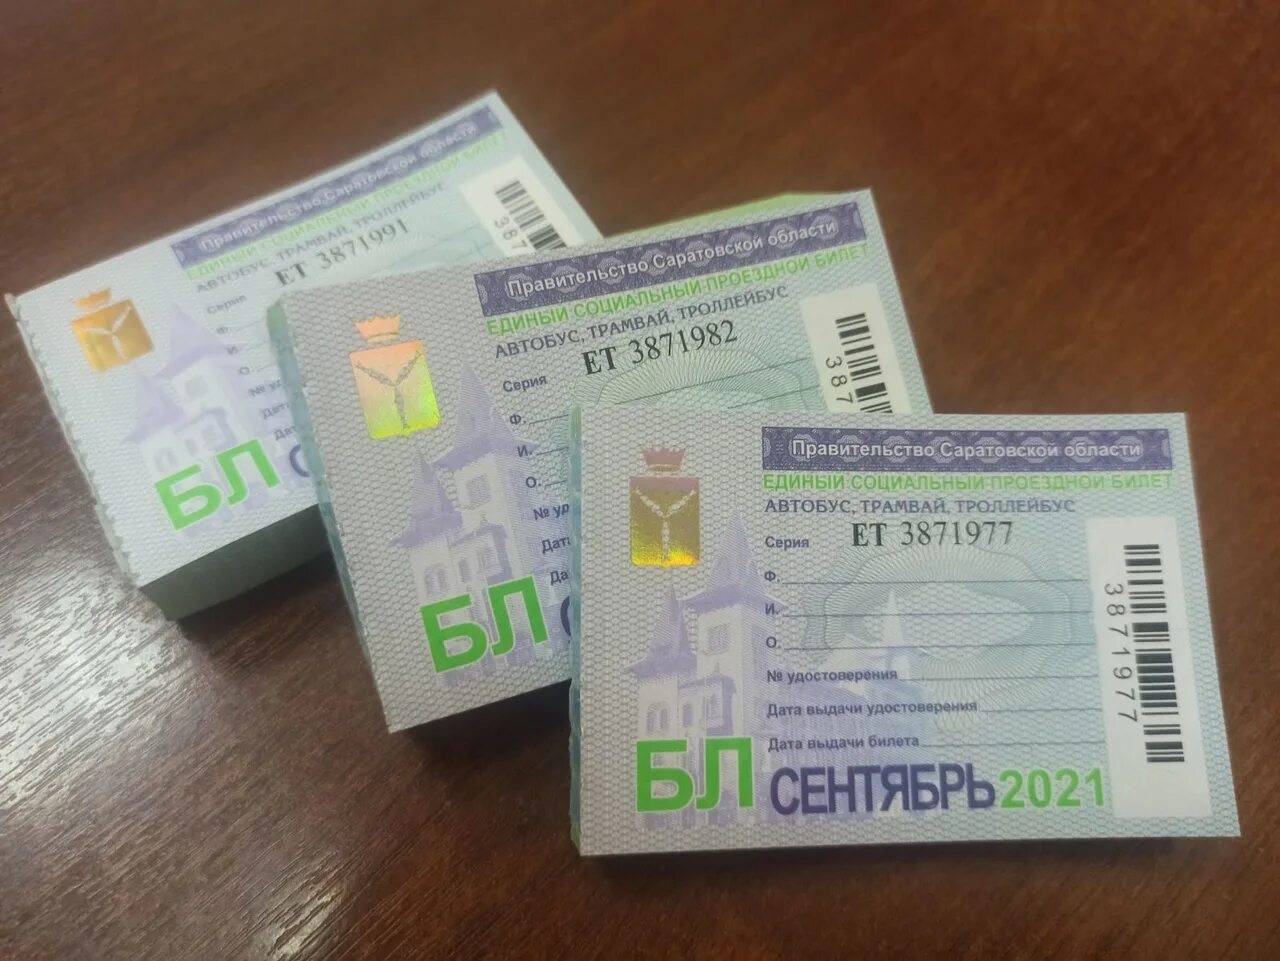 Правительство Саратовской области
ЕДИНЫЙ СОЦИАЛЬНЫЙ ПРОЕЗДНОЙ БИЛЕТ
АВТОБУС, ТРАМВАЙ, ТРОЛЛЕЙБУС
Серия ЕТ 3871991
Ф.
И.
О.
БЛ
Правительство Саратовской области
ЕДИНЫЙ СОЦИАЛЬНЫЙ ПРОЕЗДНОЙ БИЛЕТ
АВТОБУС, ТРАМВАЙ, ТРОЛЛЕЙБУС
Серия ЕТ 3871982
Ф.
И.
О.
№ уд
БЛ
Правительство Саратовской области
ЕДИНЫЙ СОЦИАЛЬНЫЙ ПРОЕЗДНОЙ БИЛЕТ
АВТОБУС, ТРАМВАЙ, ТРОЛЛЕЙБУС
Серия ЕТ 3871977
Ф.
И.
О.
№ удостоверения
Дата выдачи удостоверения
Дата выдачи билета
БЛ СЕНТЯБРЬ 2021
3871977